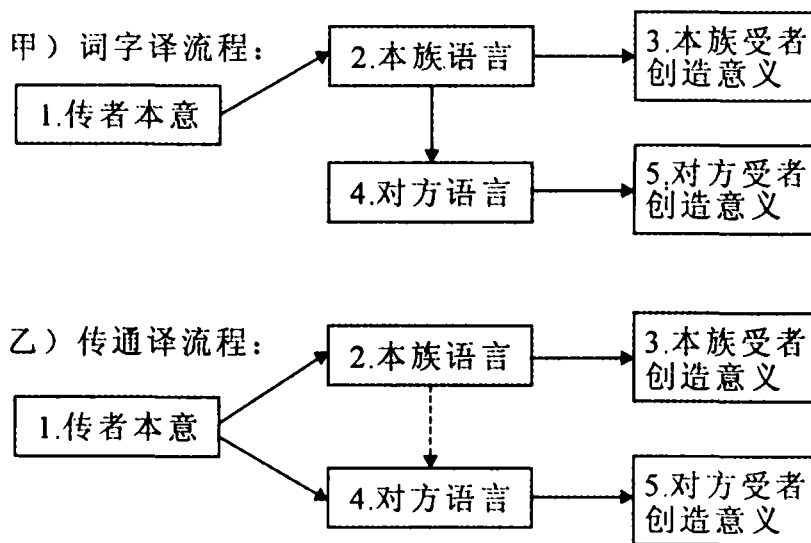 甲）词字译流程：
1.传者本意
2.本族语言
3.本族受者
创造意义
4.对方语言
5.对方受者
创造意义
乙）传通译流程：
1.传者本意
2.本族语言
3.本族受者
创造意义
4.对方语言
5.对方受者
创造意义